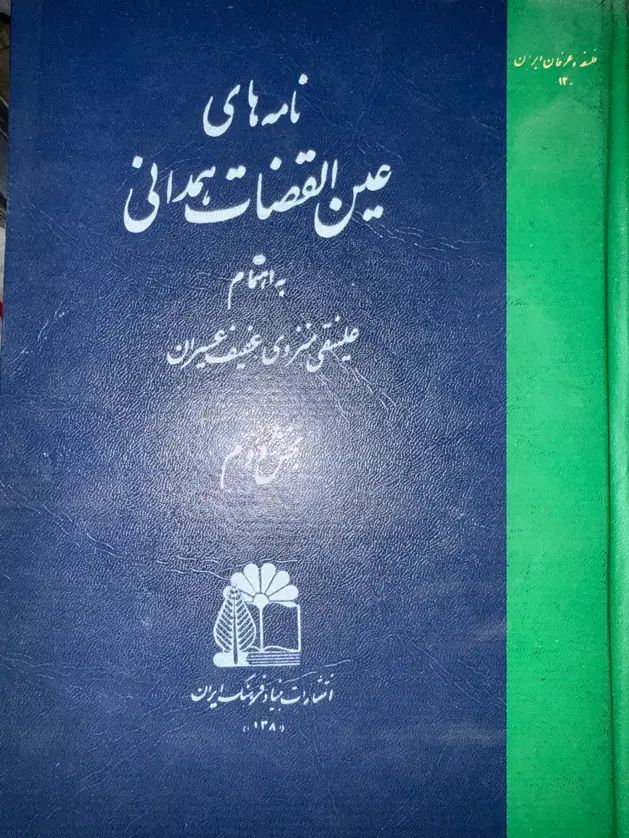 نامه‌های
عین‌القضات همدانی
به اهتمام
علینقی منزوی عفیف عسیران
بخش دوم
انتشارات بنیاد فرهنگ ایران
«۱۳۸»
فلسفه و عرفان ایران